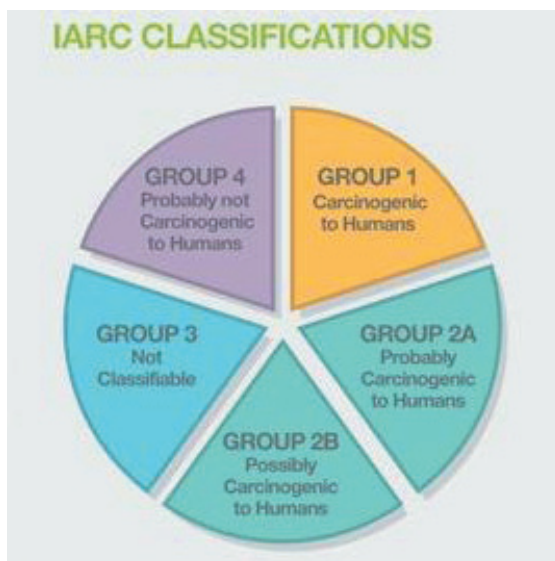 IARC CLASSIFICATIONS
GROUP 4
Probably not
Carcinogenic
to Humans
GROUP 1
Carcinogenic
to Humans
GROUP 3
Not
Classifiable
GROUP 2A
Probably
Carcinogenic
to Humans
GROUP 2B
Possibly
Carcinogenic
to Humans